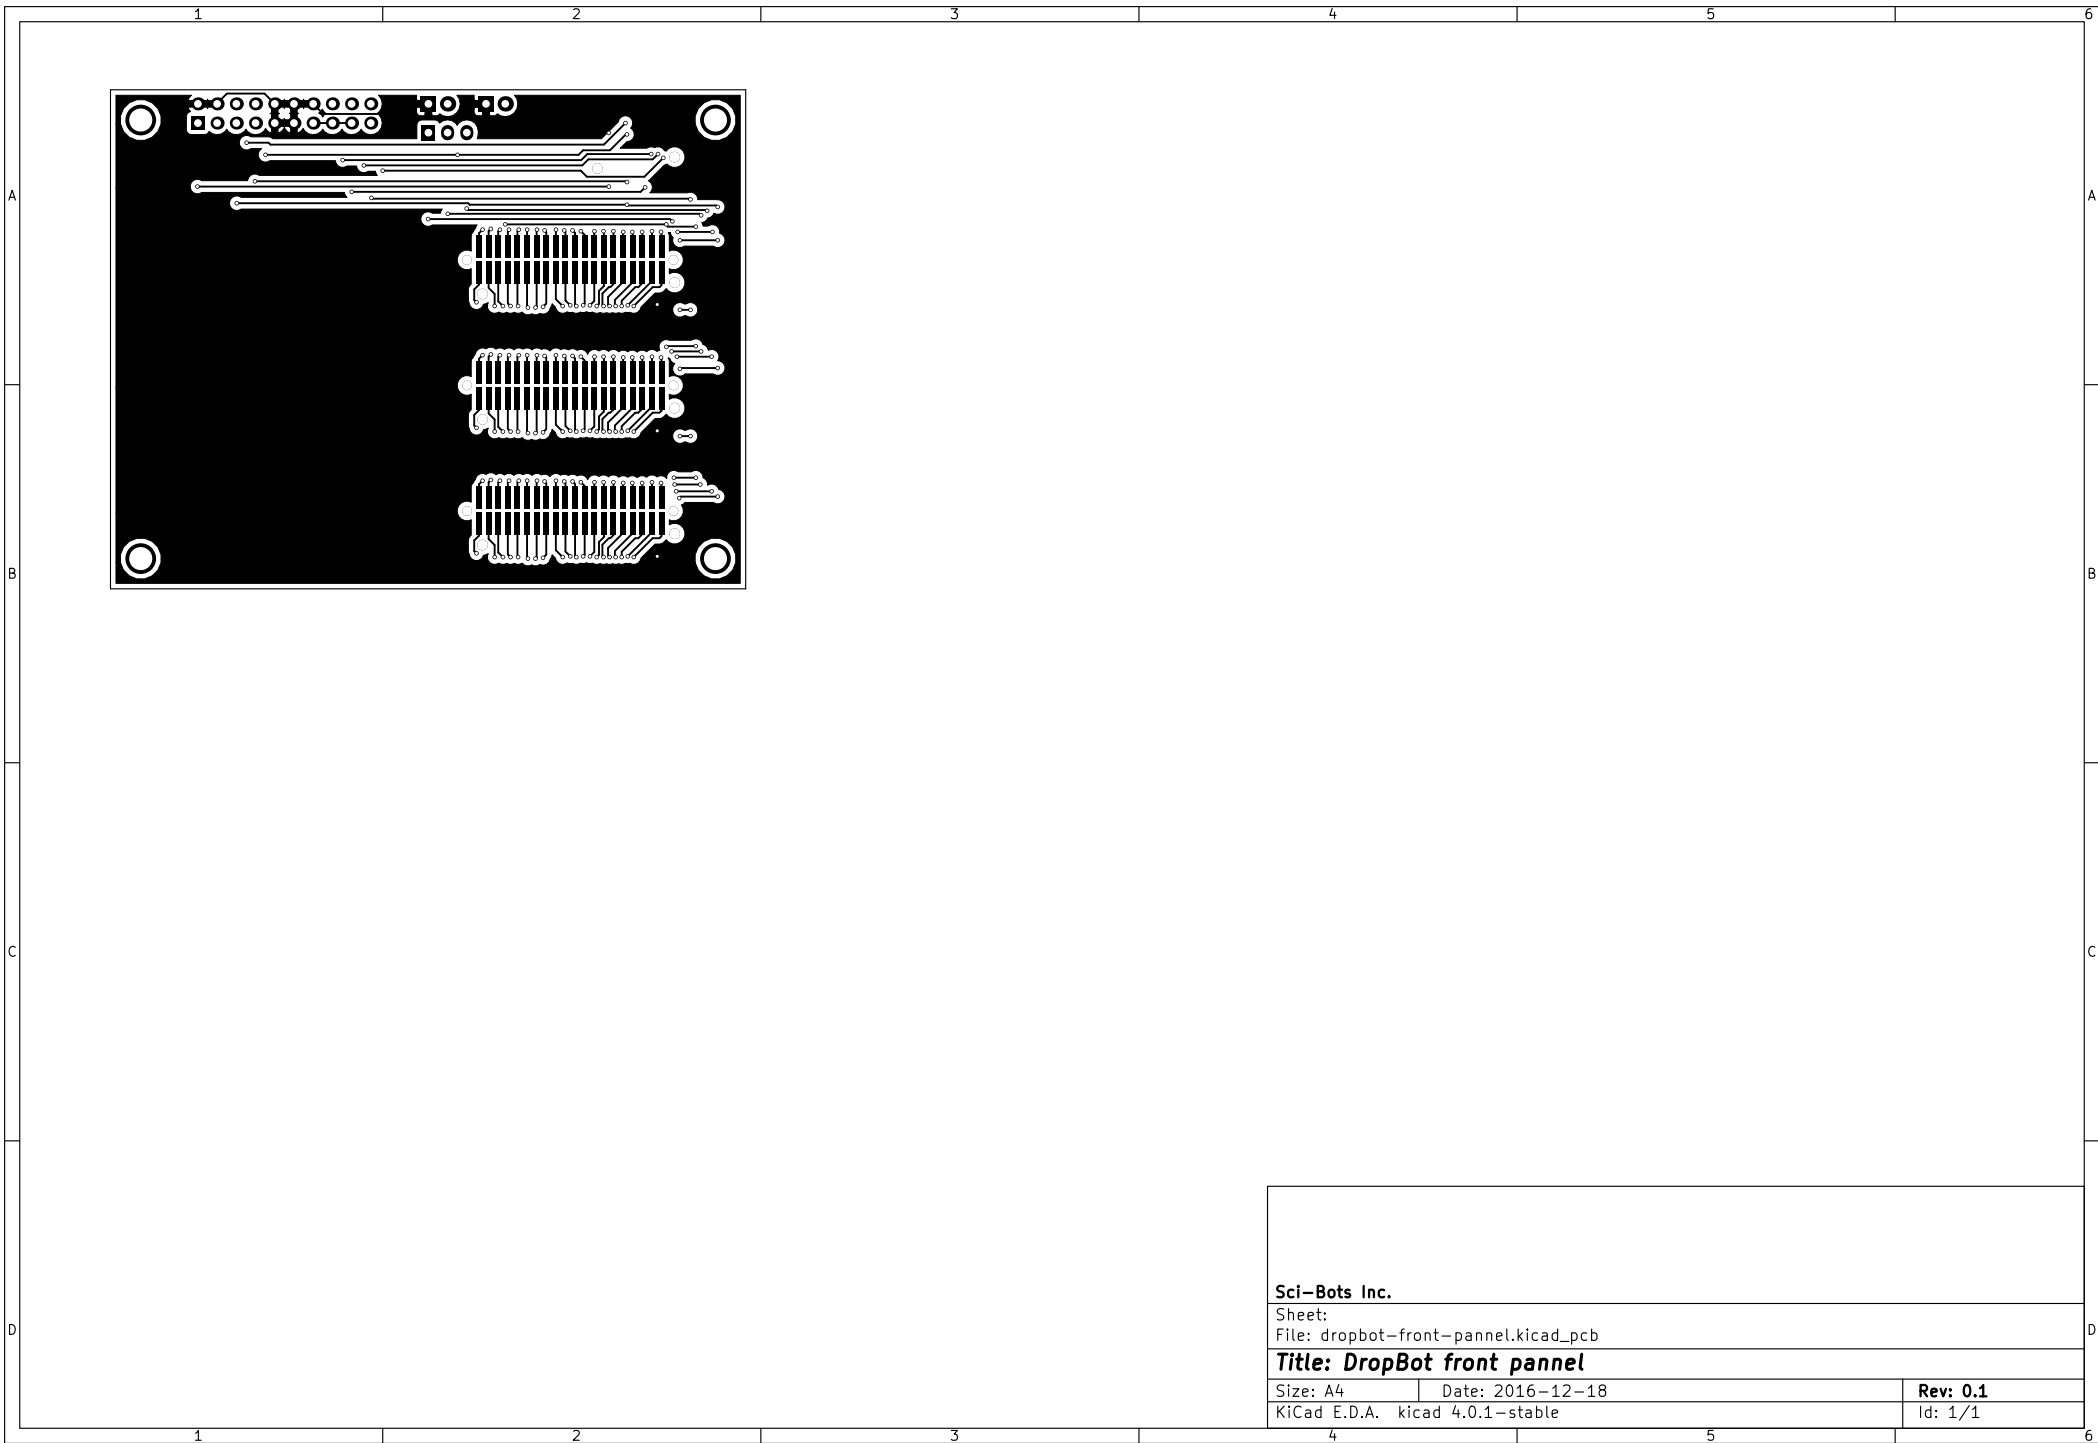 1 2 3 4 5 6
A A
B B
C C
D D
Sci-Bots Inc.
Sheet:
File: dropbot-front-pannel.kicad_pcb
Title: DropBot front pannel
Size: A4 Date: 2016-12-18 Rev: 0.1
KiCad E.D.A. kicad 4.0.1-stable Id: 1/1
1 2 3 4 5 6